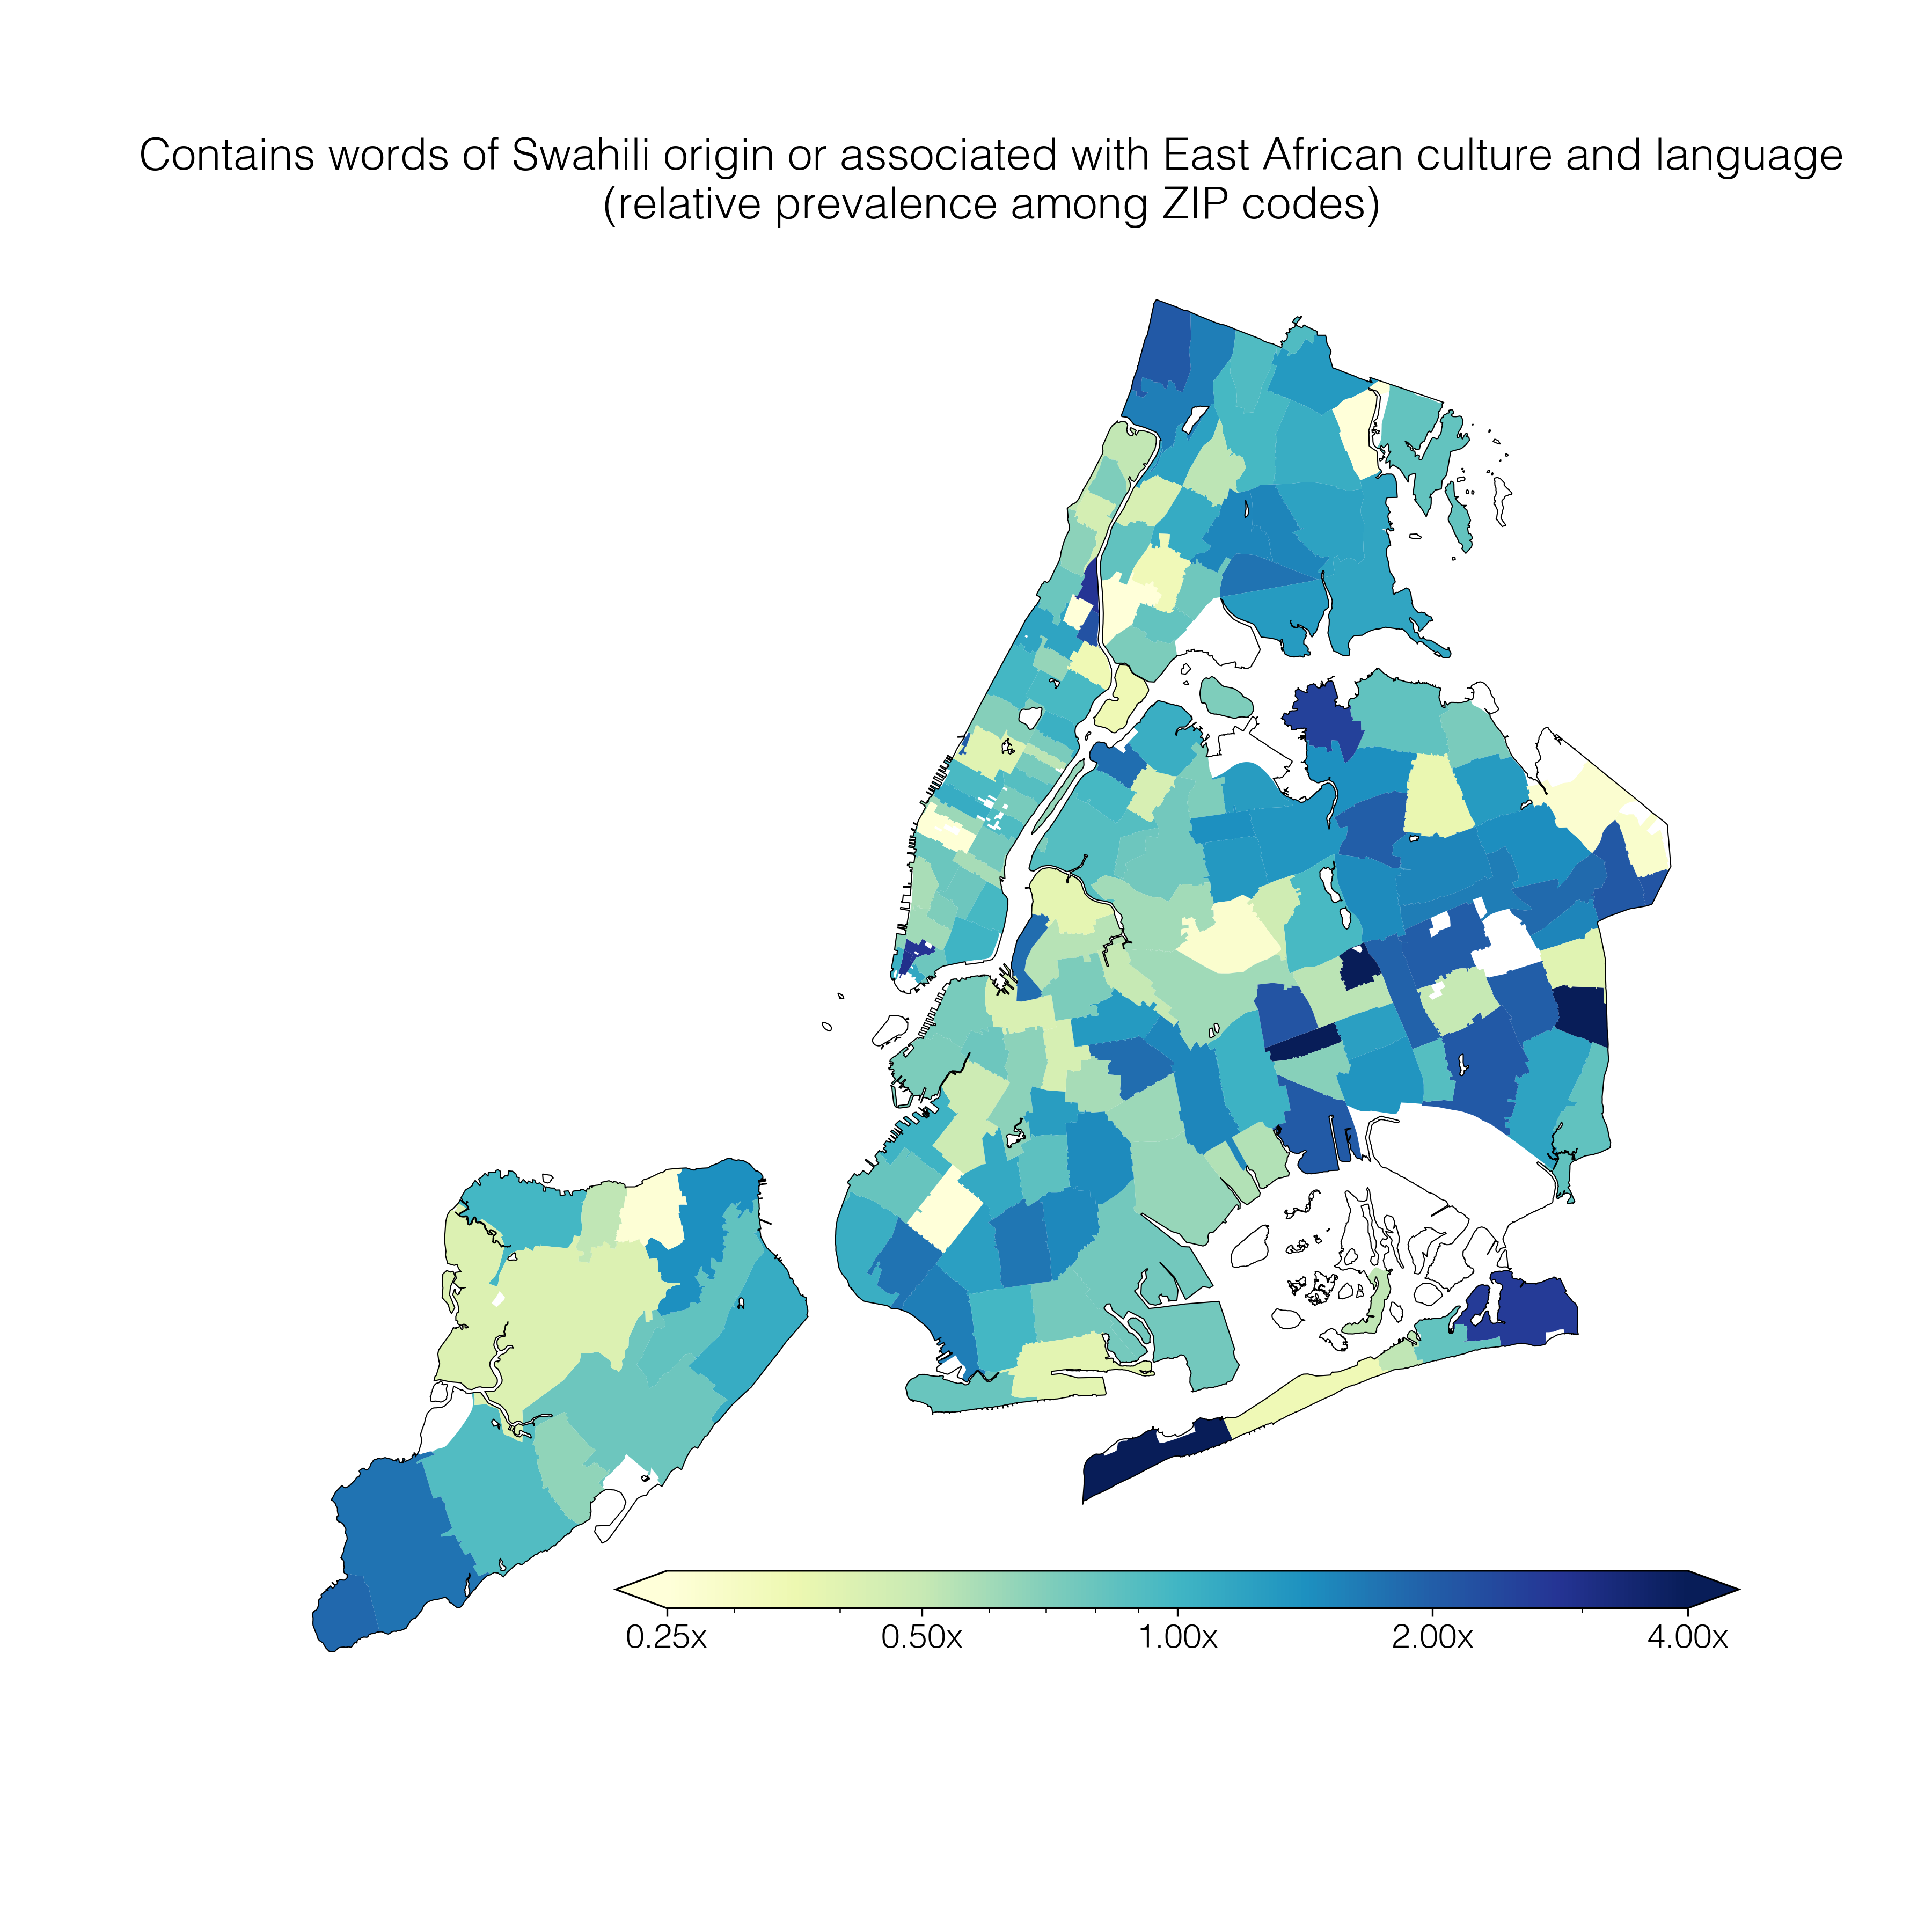 Contains words of Swahili origin or associated with East African culture and language
(relative prevalence among ZIP codes)
0.25x 0.50x 1.00x 2.00x 4.00x